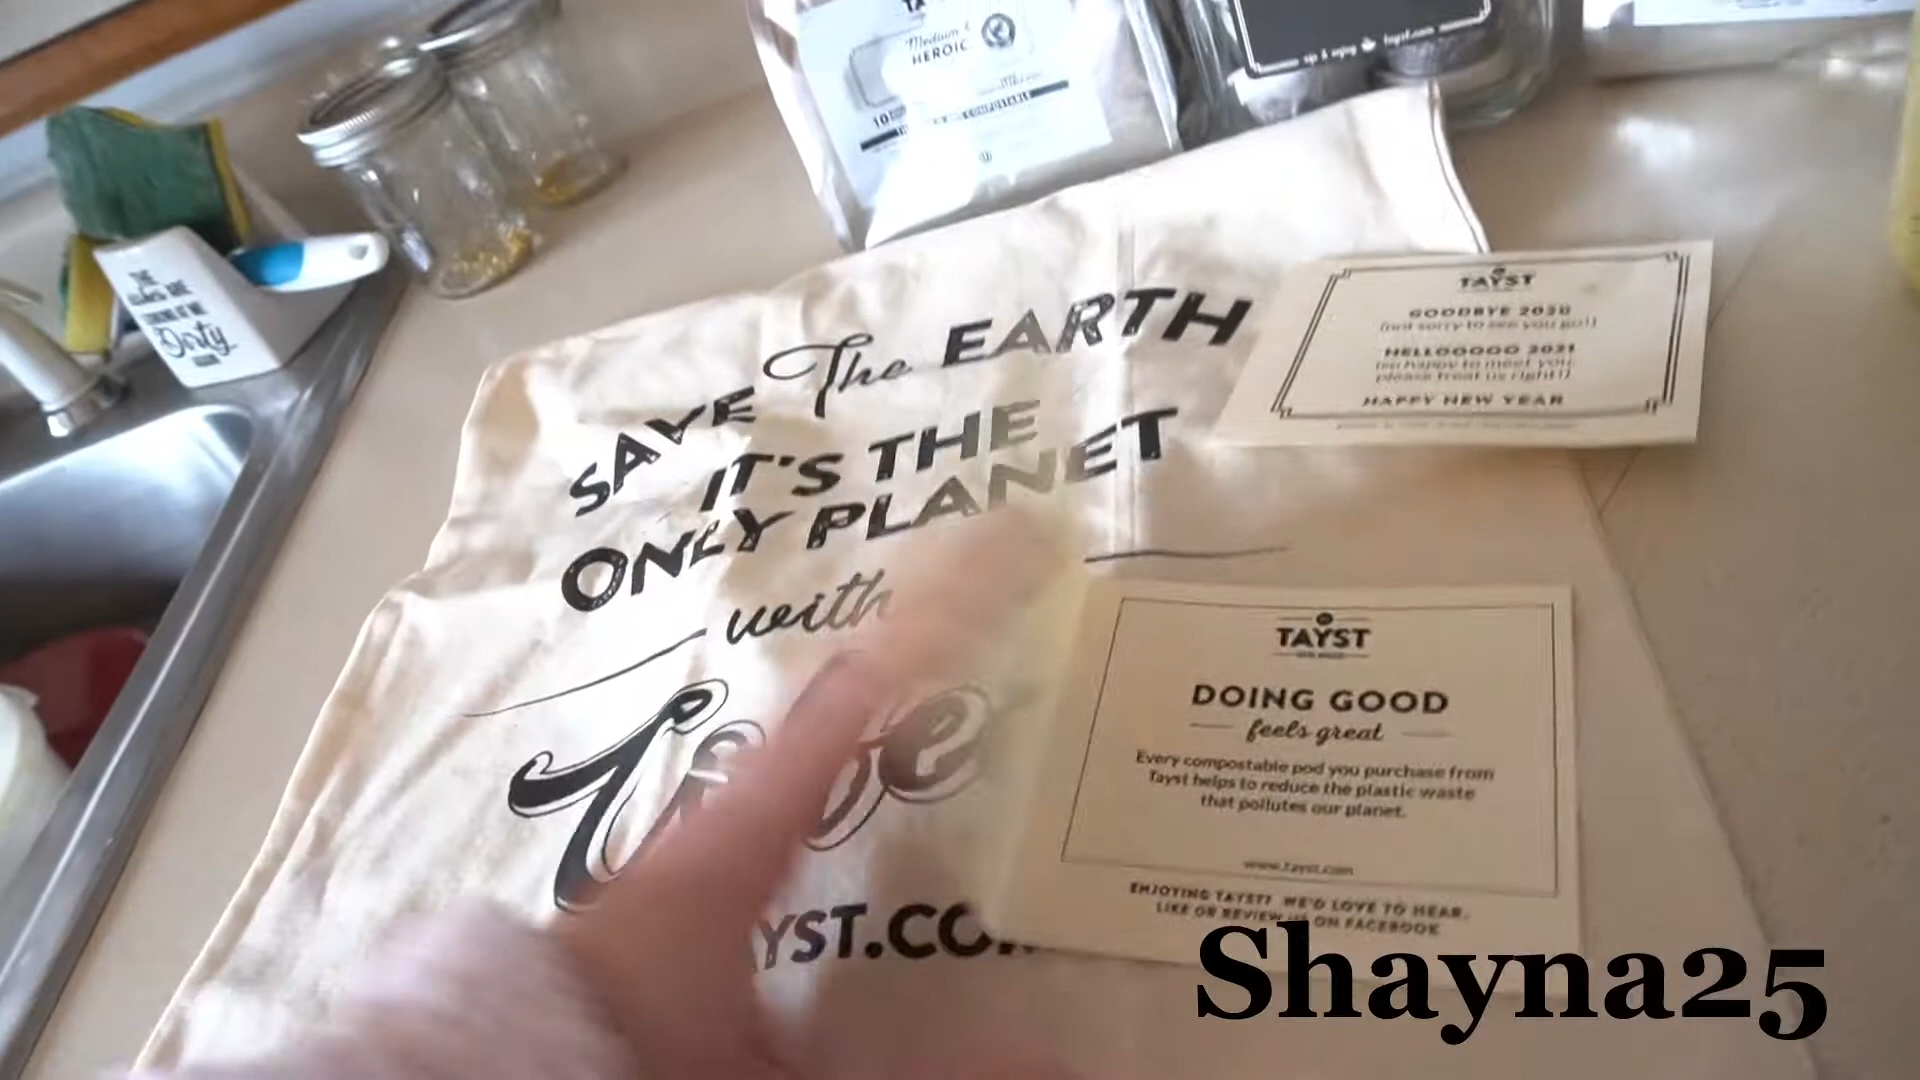 Medium
HEROIC
10
COMPOSTABLE
sip & enjoy tayst.com
Dirty
SAVE The EARTH
IT'S THE
ONLY PLANET
with
YST.CO
TAYST
GOODBYE 2020
(not sorry to see you go!)
HELLOOOOO 2021
(so happy to meet you,
please treat us right!)
HAPPY NEW YEAR
TAYST
DOING GOOD
feels great
Every compostable pod you purchase from
Tayst helps to reduce the plastic waste
that pollutes our planet.
www.tayst.com
ENJOYING TAYST? WE'D LOVE TO HEAR.
LIKE OR REVIEW US ON FACEBOOK
Shayna25